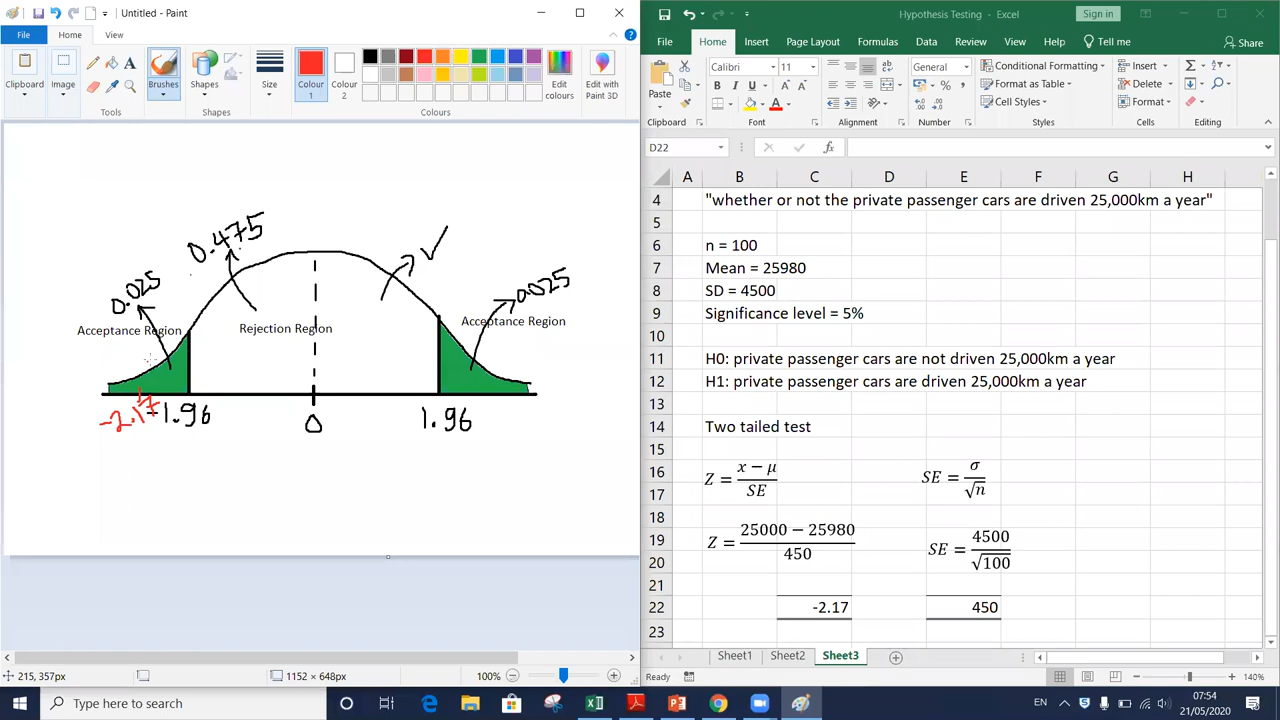 Untitled - Paint
File
Home
View
Clipboard
Image
Tools
Brushes
Shapes
Shapes
Size
Colour
1
Colour
2
Edit
colours
Edit with
Paint 3D
Colours
0.475
0.025
0.025
Acceptance Region
Rejection Region
Acceptance Region
-2.17
-1.96
0
1.96
215, 357px
1152 × 648px
100%
Hypothesis Testing - Excel
Sign in
File
Home
Insert
Page Layout
Formulas
Data
Review
View
Tell me
Share
Paste
Calibri
11
B I U
A
General
%
Conditional Formatting
Format as Table
Cell Styles
Insert
Delete
Format
Clipboard
Font
Alignment
Number
Styles
Cells
Editing
D22
fx
A B C D E F G H
4 "whether or not the private passenger cars are driven 25,000km a year"
5
6 n = 100
7 Mean = 25980
8 SD = 4500
9 Significance level = 5%
10
11 H0: private passenger cars are not driven 25,000km a year
12 H1: private passenger cars are driven 25,000km a year
13
14 Two tailed test
15
16
17
Z = x − μ / SE
SE = σ / √n
18
19
20
Z = 25000 − 25980 / 450
SE = 4500 / √100
21
22 -2.17 450
23
Sheet1
Sheet2
Sheet3
Ready
140%
Type here to search
EN
07:54
21/05/2020